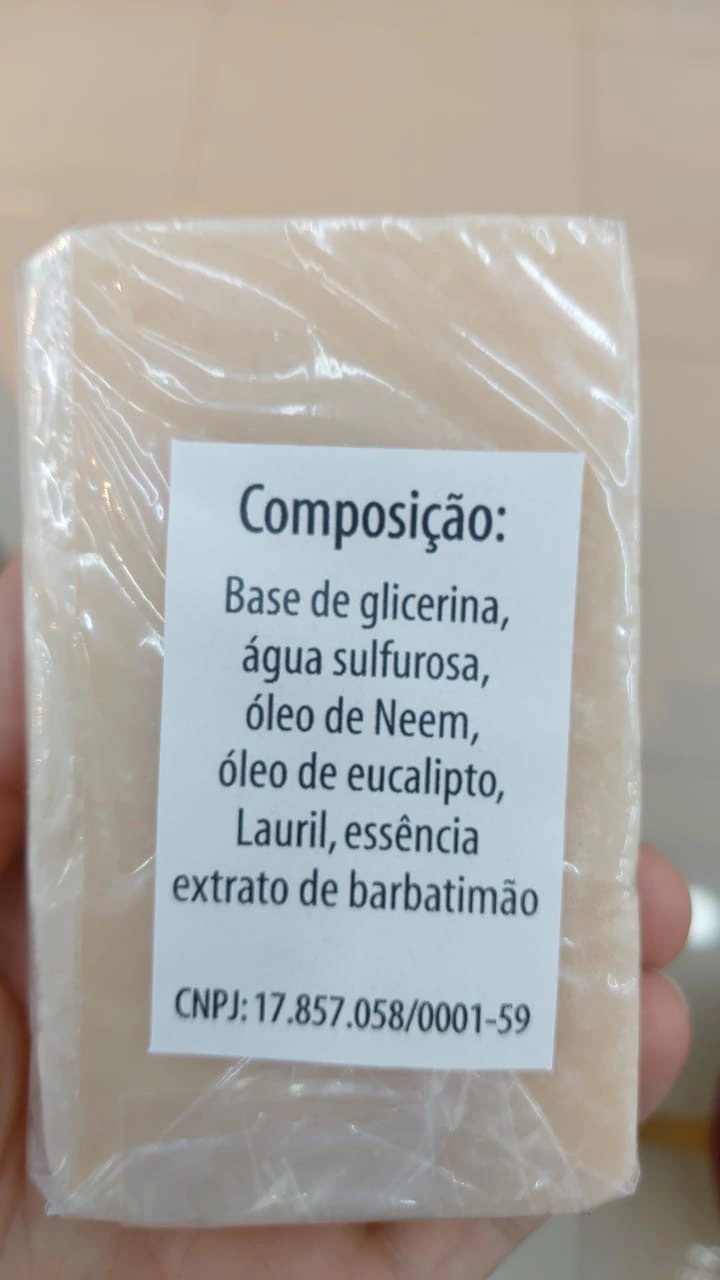 Composição:
Base de glicerina,
água sulfurosa,
óleo de Neem,
óleo de eucalipto,
Lauril, essência
extrato de barbatimão
CNPJ: 17.857.058/0001-59